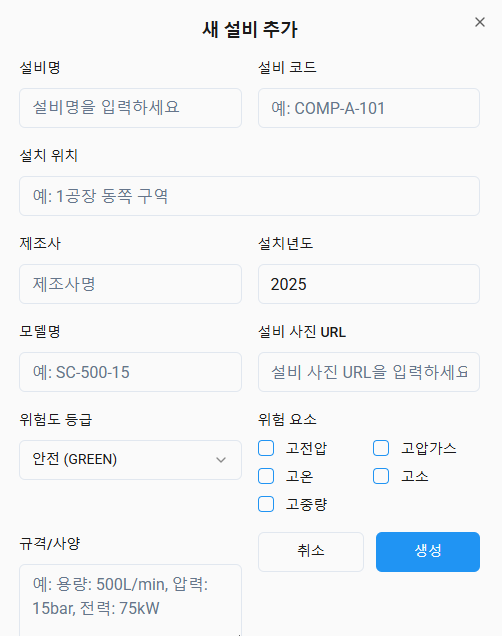 새 설비 추가
설비명
설비 코드
설비명을 입력하세요
예: COMP-A-101
설치 위치
예: 1공장 동쪽 구역
제조사
설치년도
제조사명
2025
모델명
설비 사진 URL
예: SC-500-15
설비 사진 URL을 입력하세요
위험도 등급
위험 요소
안전 (GREEN)
고전압
고압가스
고온
고소
고중량
규격/사양
취소
생성
예: 용량: 500L/min, 압력:
15bar, 전력: 75kW